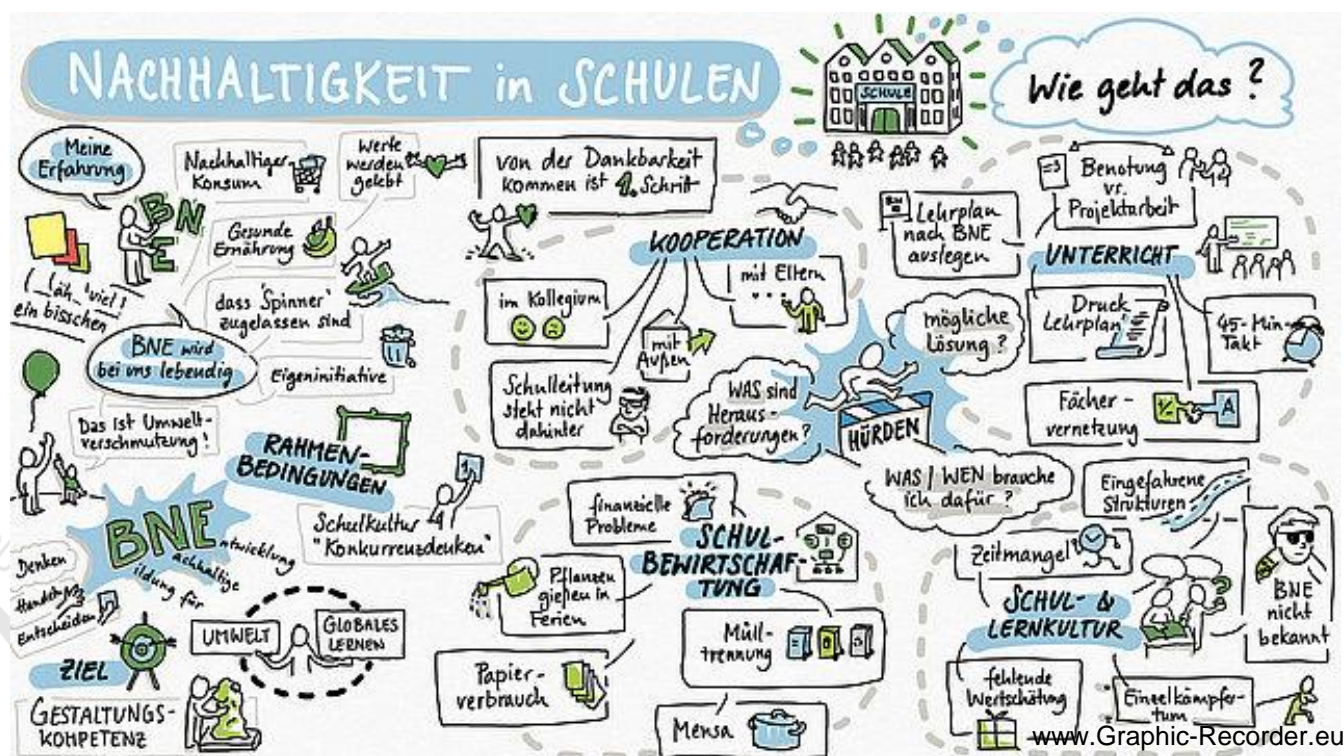 NACHHALTIGKEIT in SCHULEN
SCHULE
Wie geht das?
Meine
Erfahrung
BNE
äh.. viel!
ein bisschen
Nachhaltiger
Konsum
Werte
werden
gelebt
Gesunde
Ernährung
dass 'Spinner'
zugelassen sind
BNE wird
bei uns lebendig
Eigeninitiative
Das ist Umwelt-
verschmutzung!
RAHMEN-
BEDINGUNGEN
Schulkultur
"Konkurrenzdenken"
BNE
ildung für
achhaltige
ntwicklung
Denken
Handeln
Entscheiden
ZIEL
GESTALTUNGS-
KOMPETENZ
UMWELT
GLOBALES
LERNEN
von der Dankbarkeit
kommen ist 1. Schritt
KOOPERATION
im Kollegium
mit Eltern
...
mit
Außen
Schulleitung
steht nicht
dahinter
WAS sind
Heraus-
forderungen?
mögliche
Lösung?
HÜRDEN
WAS / WEN brauche
ich dafür?
Lehrplan
nach BNE
auslegen
Benotung
vs.
Projektarbeit
UNTERRICHT
Druck
'Lehrplan'
45-Min-
Takt
Fächer-
vernetzung
A
finanzielle
Probleme
SCHUL-
BEWIRTSCHAF-
TUNG
Pflanzen
gießen in
Ferien
Müll-
trennung
Papier-
verbrauch
Mensa
Eingefahrene
Strukturen
Zeitmangel
SCHUL- &
LERNKULTUR
BNE
nicht
bekannt
fehlende
Wertschätung
Einzelkämpfer-
tum
www.Graphic-Recorder.eu